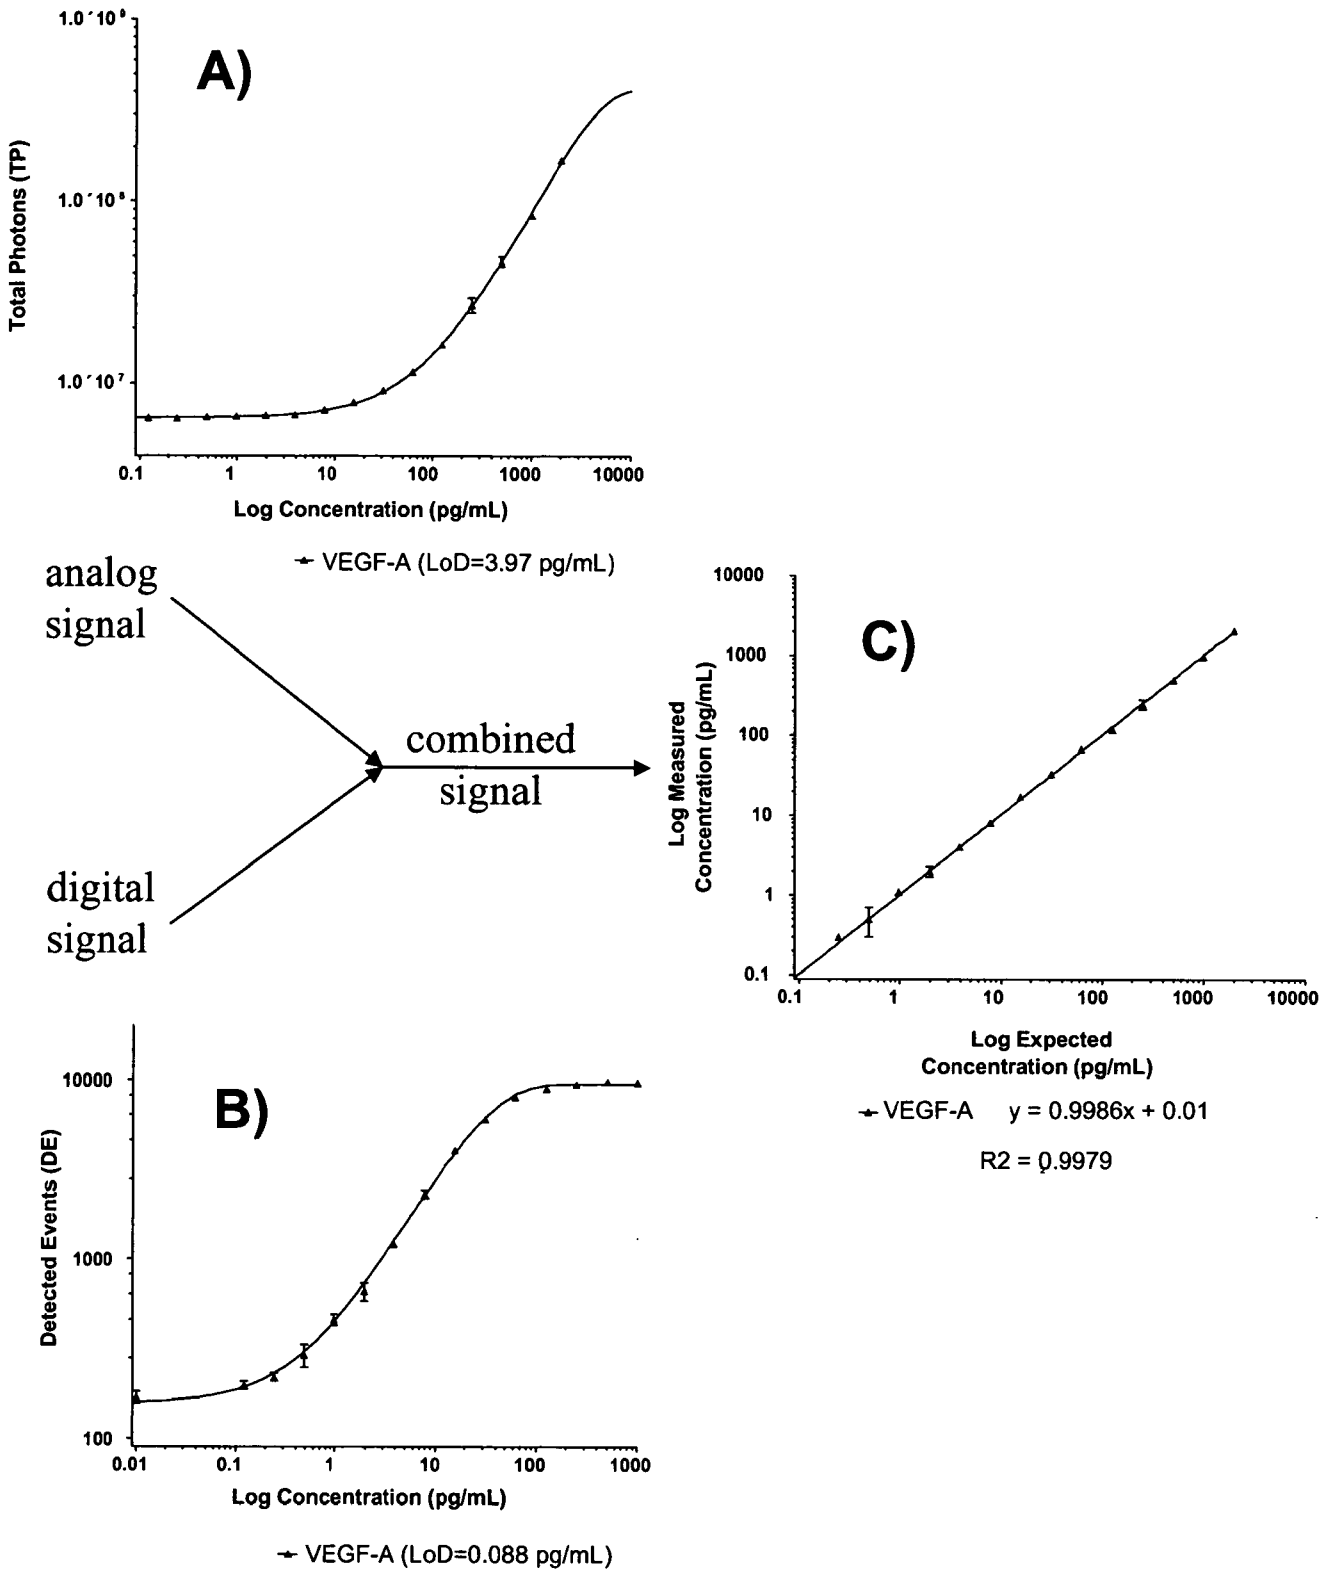 A)
Total Photons (TP)
1.0´10⁹
1.0´10⁸
1.0´10⁷
0.1 1 10 100 1000 10000
Log Concentration (pg/mL)
VEGF-A (LoD=3.97 pg/mL)
analog
signal
combined
signal
digital
signal
C)
Log Measured
Concentration (pg/mL)
10000
1000
100
10
1
0.1
0.1 1 10 100 1000 10000
Log Expected
Concentration (pg/mL)
VEGF-A y = 0.9986x + 0.01
R2 = 0.9979
B)
Detected Events (DE)
10000
1000
100
0.01 0.1 1 10 100 1000
Log Concentration (pg/mL)
VEGF-A (LoD=0.088 pg/mL)